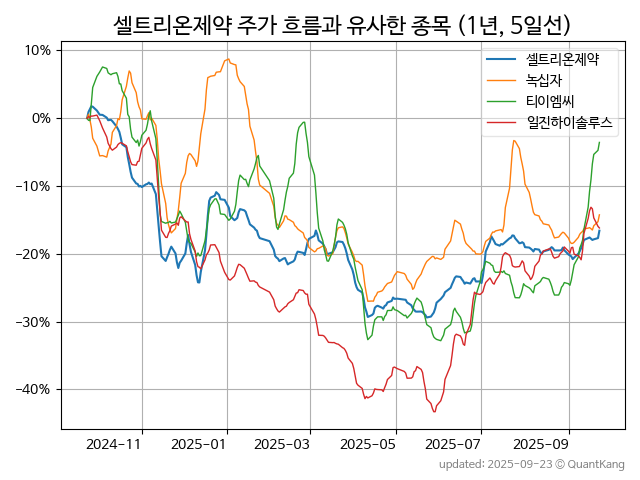 셀트리온제약 주가 흐름과 유사한 종목 (1년, 5일선)
셀트리온제약
녹십자
티이엠씨
일진하이솔루스
10%
0%
−10%
−20%
−30%
−40%
2024-11 2025-01 2025-03 2025-05 2025-07 2025-09
updated: 2025-09-23 © QuantKang